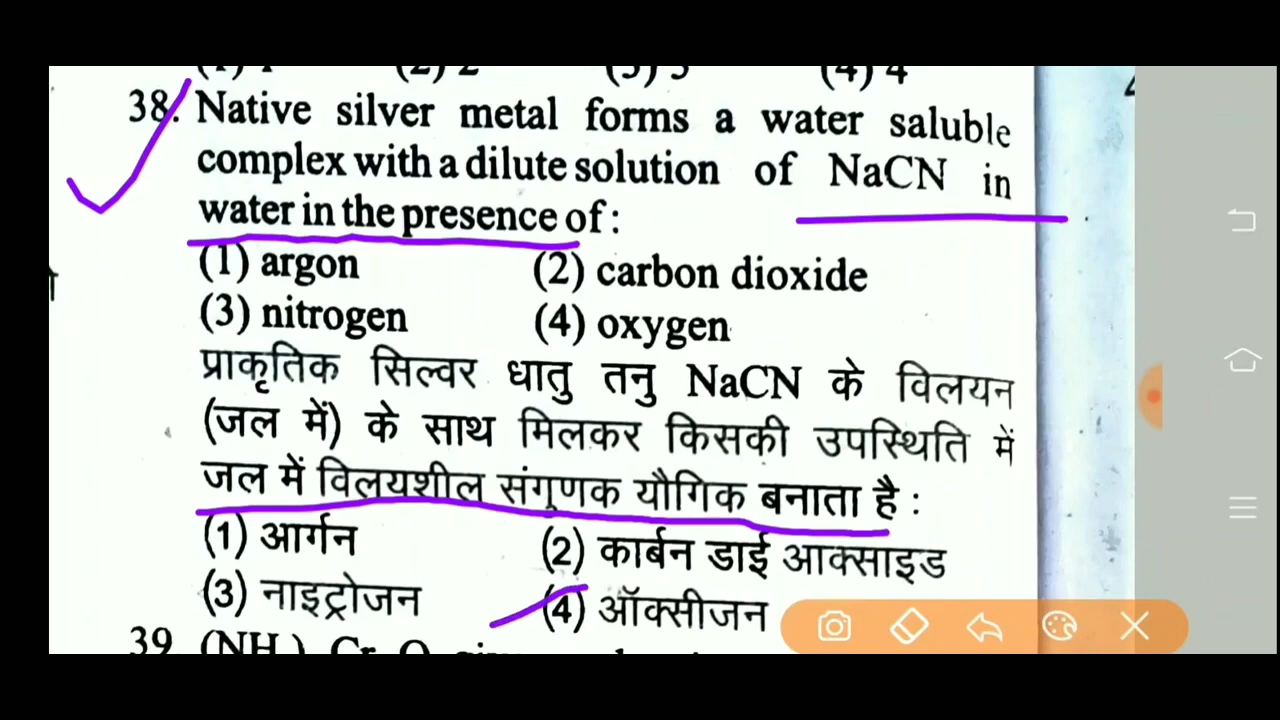 38. Native silver metal forms a water saluble
complex with a dilute solution of NaCN in
water in the presence of :
(1) argon (2) carbon dioxide
(3) nitrogen (4) oxygen
प्राकृतिक सिल्वर धातु तनु NaCN के विलयन
(जल में) के साथ मिलकर किसकी उपस्थिति में
जल में विलयशील संगुणक यौगिक बनाता है :
(1) आर्गन (2) कार्बन डाई आक्साइड
(3) नाइट्रोजन (4) ऑक्सीजन
39